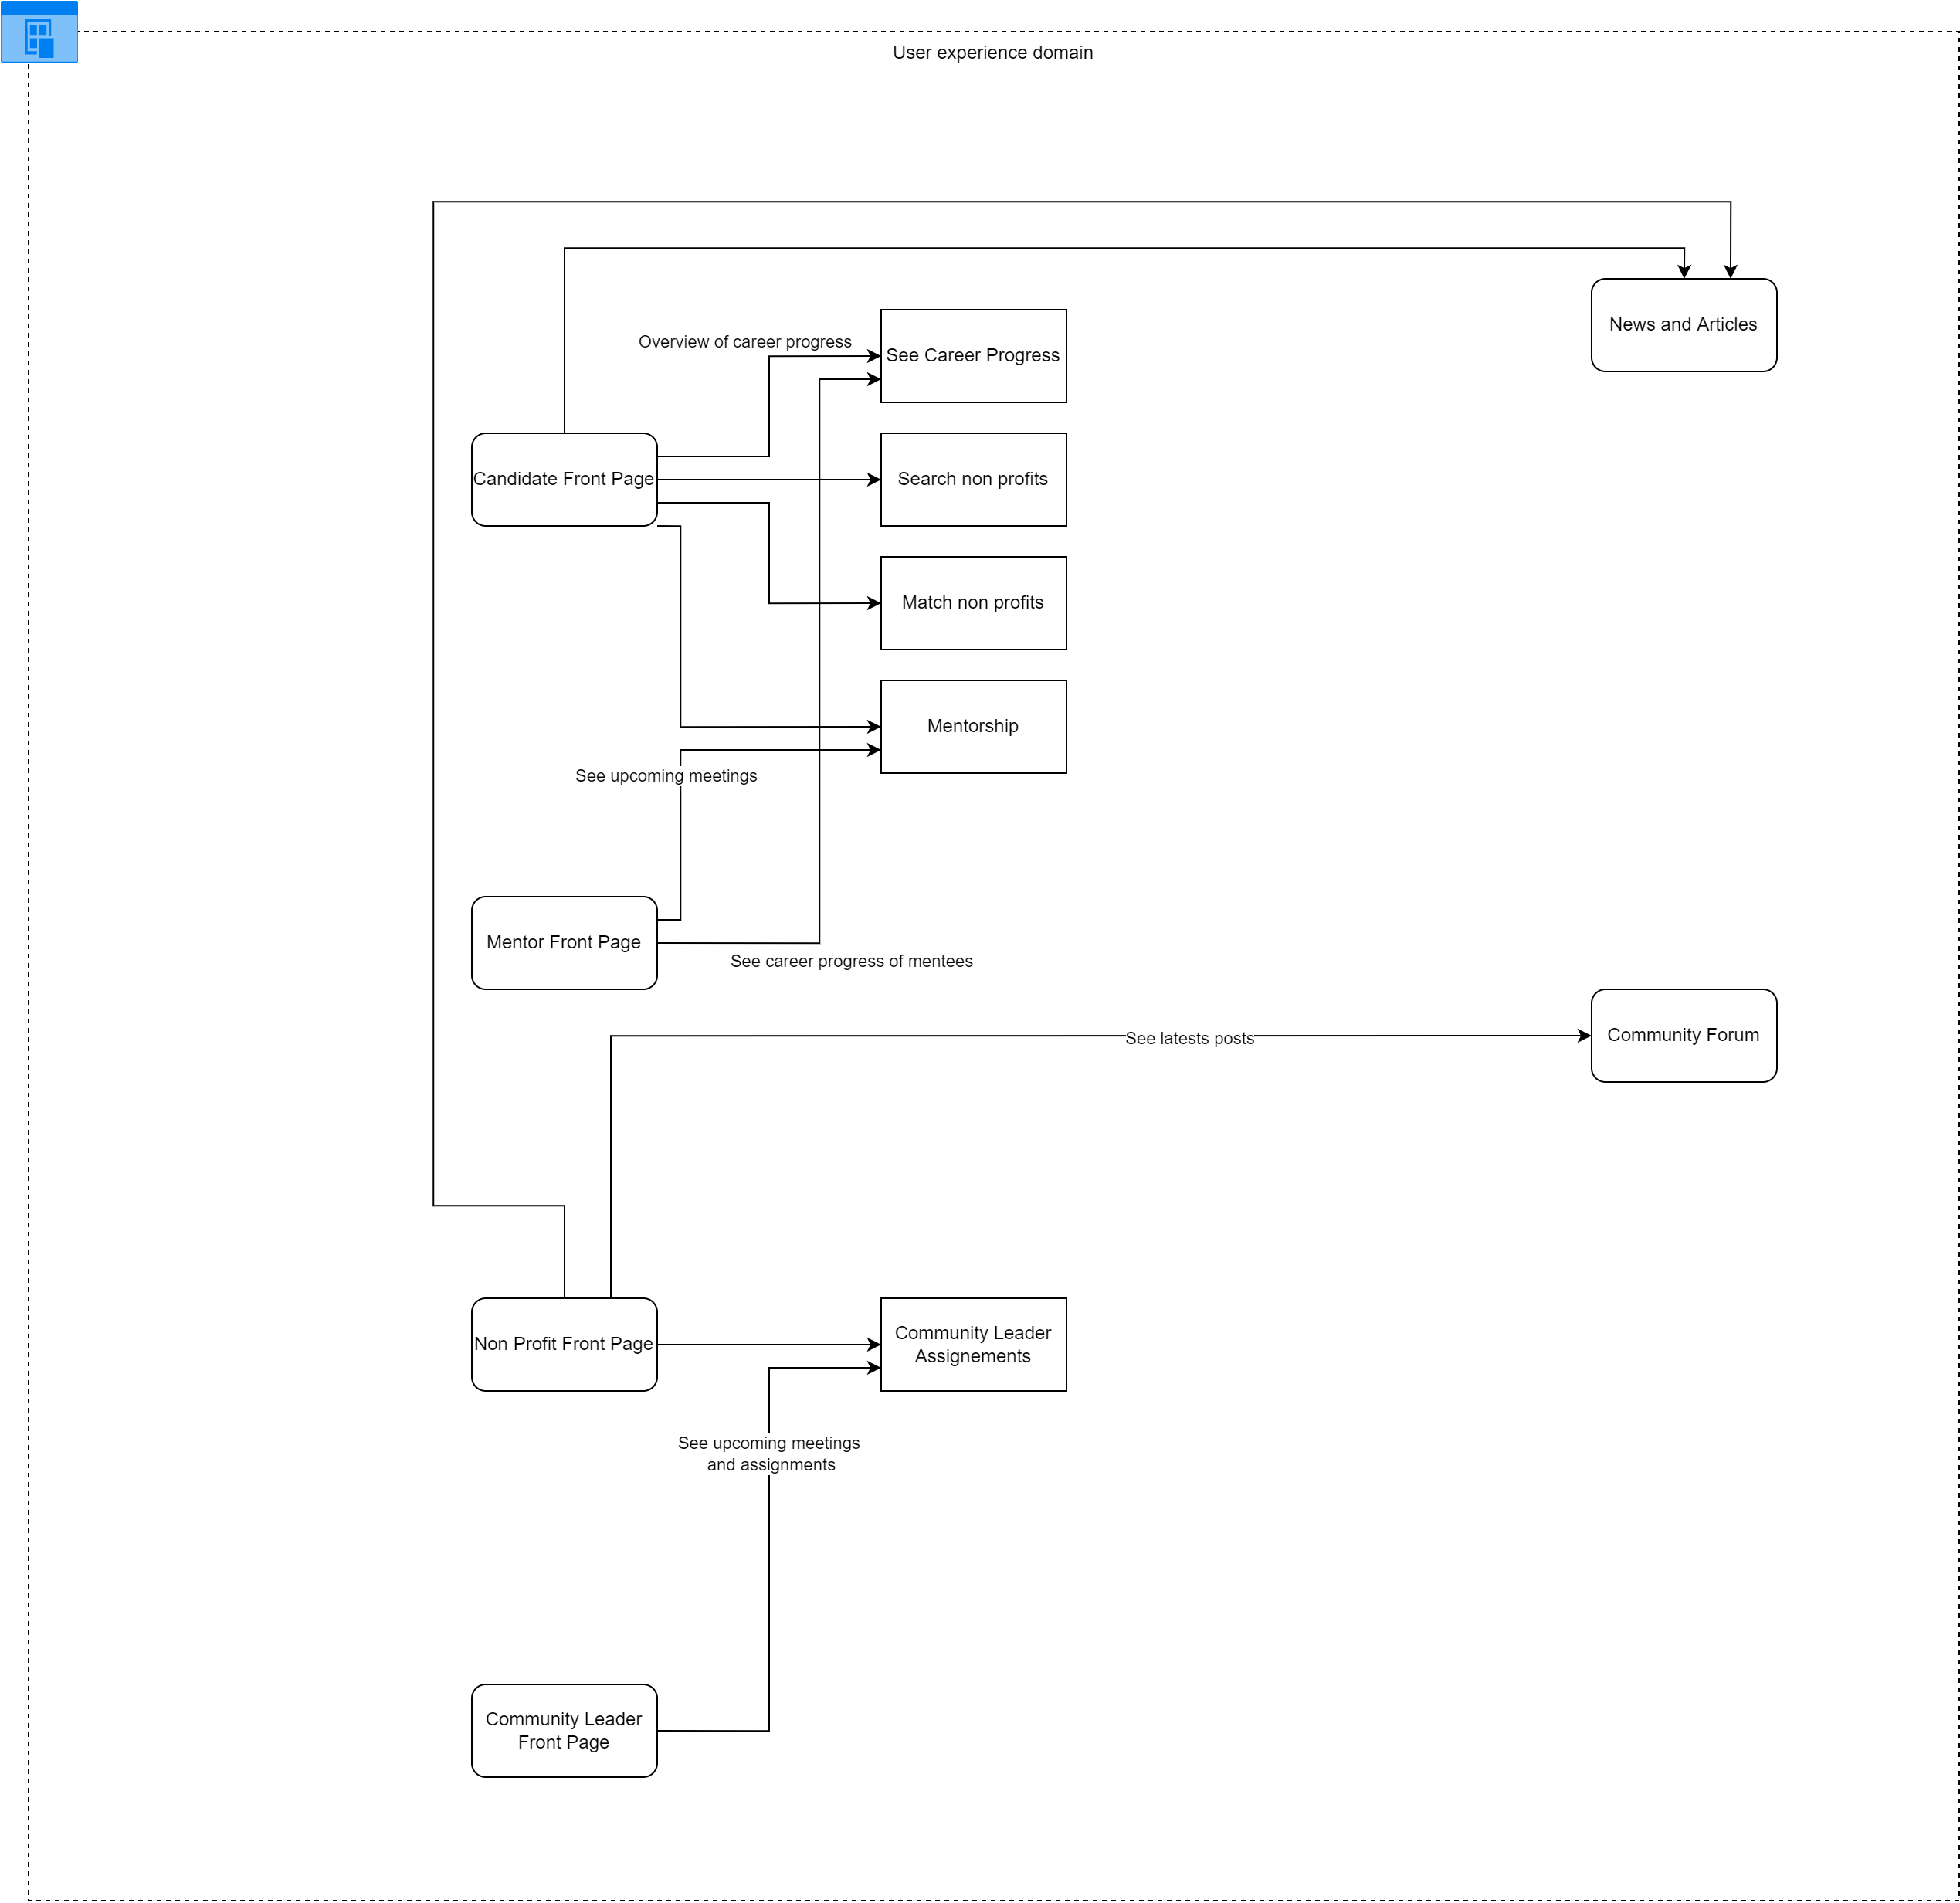 User experience domain
News and Articles
Overview of career progress
See Career Progress
Candidate Front Page
Search non profits
Match non profits
Mentorship
See upcoming meetings
Mentor Front Page
See career progress of mentees
See latests posts
Community Forum
Non Profit Front Page
Community Leader
Assignements
See upcoming meetings
and assignments
Community Leader
Front Page